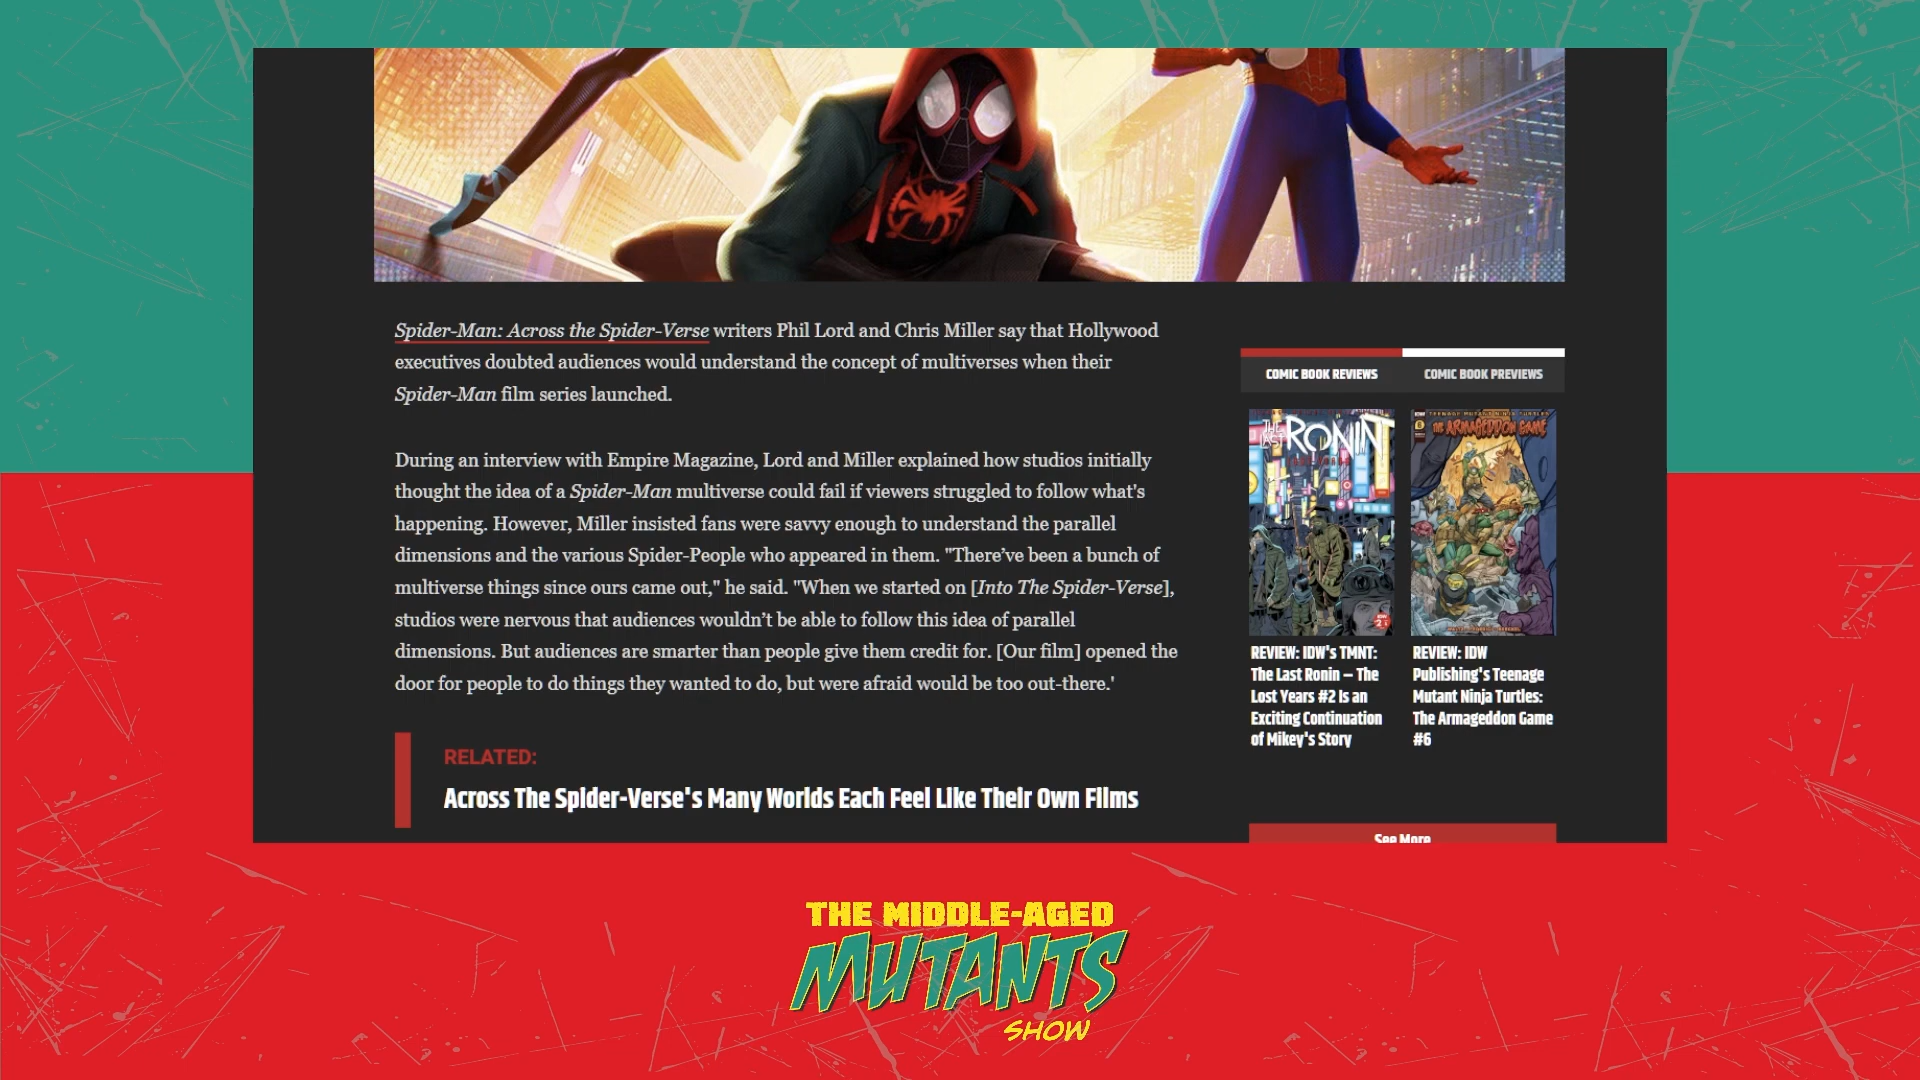 Spider-Man: Across the Spider-Verse writers Phil Lord and Chris Miller say that Hollywood
executives doubted audiences would understand the concept of multiverses when their
Spider-Man film series launched.
During an interview with Empire Magazine, Lord and Miller explained how studios initially
thought the idea of a Spider-Man multiverse could fail if viewers struggled to follow what's
happening. However, Miller insisted fans were savvy enough to understand the parallel
dimensions and the various Spider-People who appeared in them. "There’ve been a bunch of
multiverse things since ours came out," he said. "When we started on [Into The Spider-Verse],
studios were nervous that audiences wouldn’t be able to follow this idea of parallel
dimensions. But audiences are smarter than people give them credit for. [Our film] opened the
door for people to do things they wanted to do, but were afraid would be too out-there.'
RELATED:
Across The Spider-Verse's Many Worlds Each Feel Like Their Own Films
COMIC BOOK REVIEWS
COMIC BOOK PREVIEWS
THE LAST RONIN
TEENAGE MUTANT NINJA TURTLES
THE ARMAGEDDON GAME
REVIEW: IDW's TMNT:
The Last Ronin – The
Lost Years #2 Is an
Exciting Continuation
of Mikey's Story
REVIEW: IDW
Publishing's Teenage
Mutant Ninja Turtles:
The Armageddon Game
#6
See More
THE MIDDLE-AGED
MUTANTS
SHOW